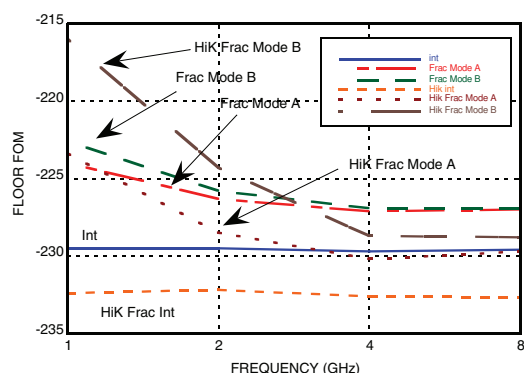 -215
-220
-225
-230
-235
FLOOR FOM
HiK Frac Mode B
Frac Mode B
Frac Mode A
HiK Frac Mode A
Int
HiK Frac Int
int
Frac Mode A
Frac Mode B
Hik int
Hik Frac Mode A
Hik Frac Mode B
1
2
4
8
FREQUENCY (GHz)